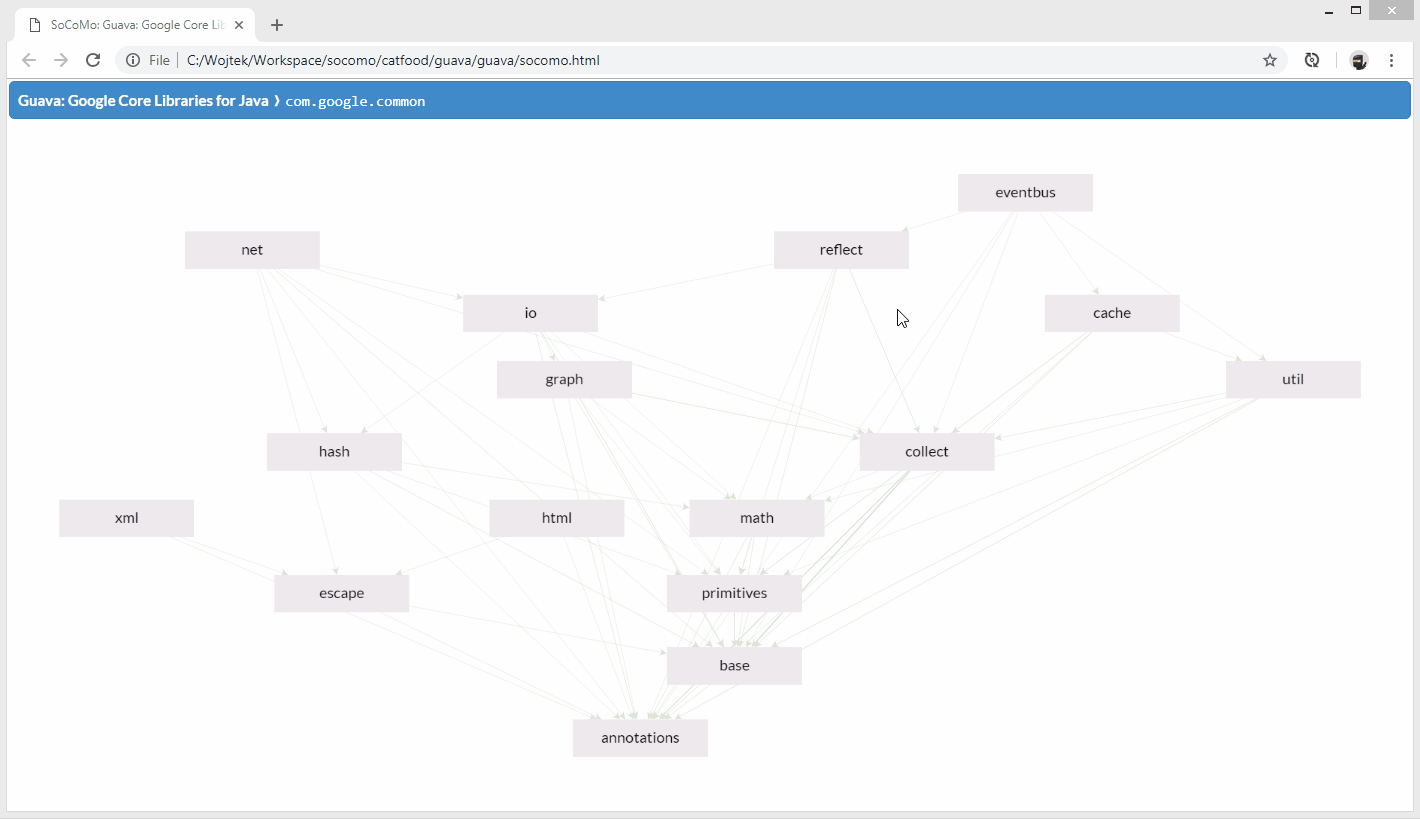 SoCoMo: Guava: Google Core Lib
File C:/Wojtek/Workspace/socomo/catfood/guava/guava/socomo.html
Guava: Google Core Libraries for Java ❭ com.google.common
eventbus
net
reflect
io
cache
graph
util
hash
collect
xml
html
math
escape
primitives
base
annotations